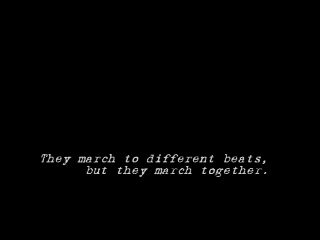 They march to different beats,
but they march together.